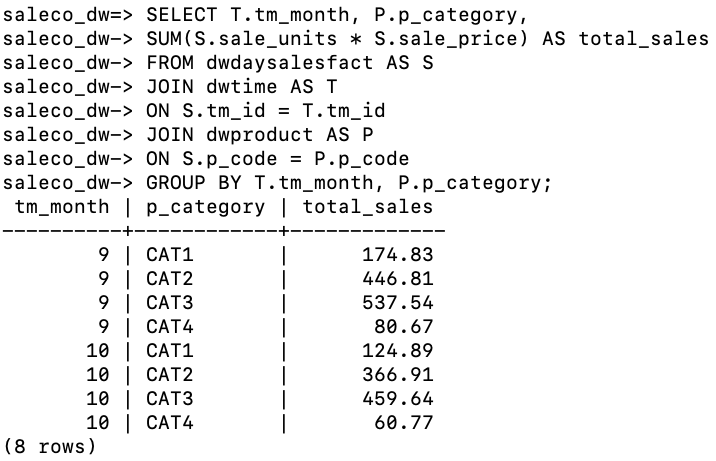 saleco_dw=> SELECT T.tm_month, P.p_category,
saleco_dw-> SUM(S.sale_units * S.sale_price) AS total_sales
saleco_dw-> FROM dwdaysalesfact AS S
saleco_dw-> JOIN dwtime AS T
saleco_dw-> ON S.tm_id = T.tm_id
saleco_dw-> JOIN dwproduct AS P
saleco_dw-> ON S.p_code = P.p_code
saleco_dw-> GROUP BY T.tm_month, P.p_category;
 tm_month | p_category | total_sales
----------+------------+-------------
        9 | CAT1       |      174.83
        9 | CAT2       |      446.81
        9 | CAT3       |      537.54
        9 | CAT4       |       80.67
       10 | CAT1       |      124.89
       10 | CAT2       |      366.91
       10 | CAT3       |      459.64
       10 | CAT4       |       60.77
(8 rows)